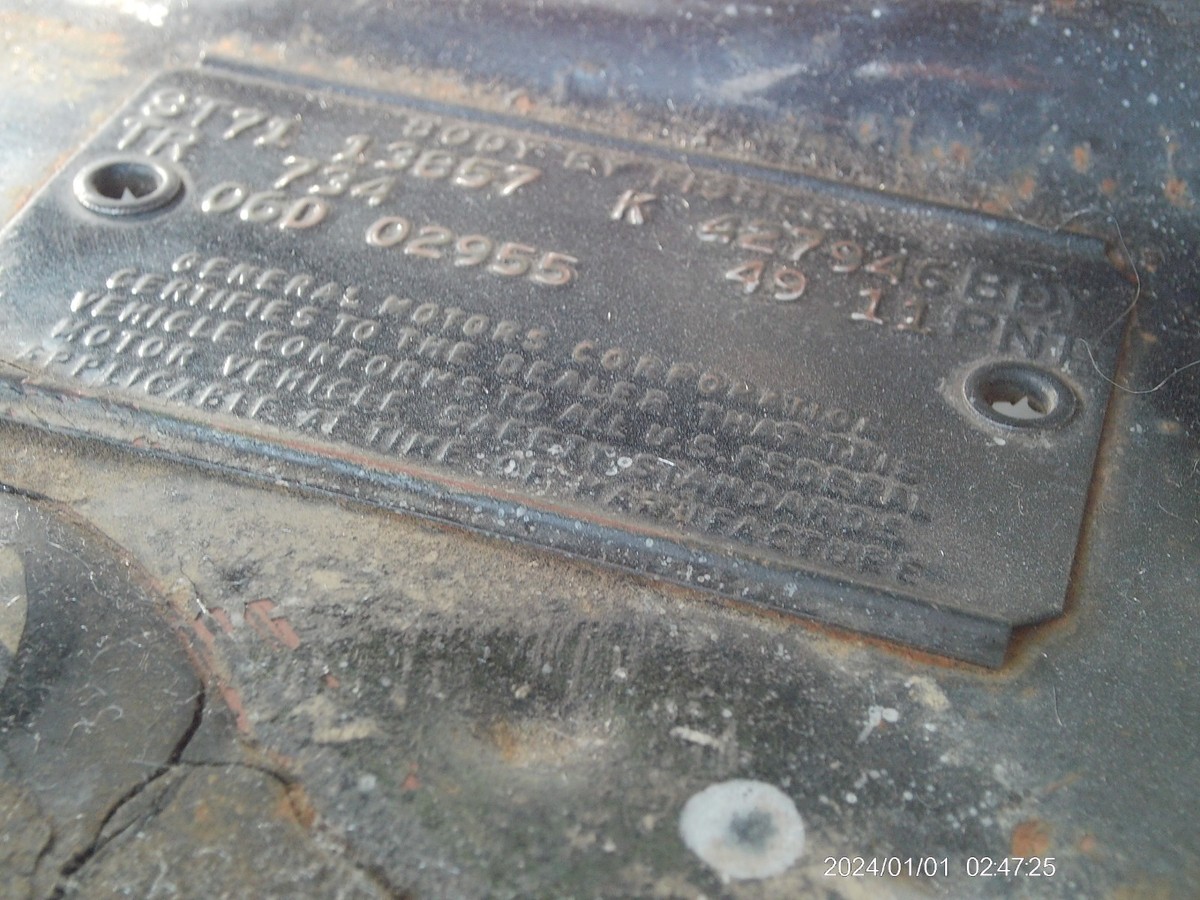 BODY BY FISHER
ST71 13857 K 427946 BDY
TR 734 49 11 PNT
OGD 02955
GENERAL MOTORS CORPORATION
CERTIFIES TO THE DEALER THAT THIS
VEHICLE CONFORMS TO ALL U.S. FEDERAL
MOTOR VEHICLE SAFETY STANDARDS
APPLICABLE AT TIME OF MANUFACTURE
2024/01/01 02:47:25